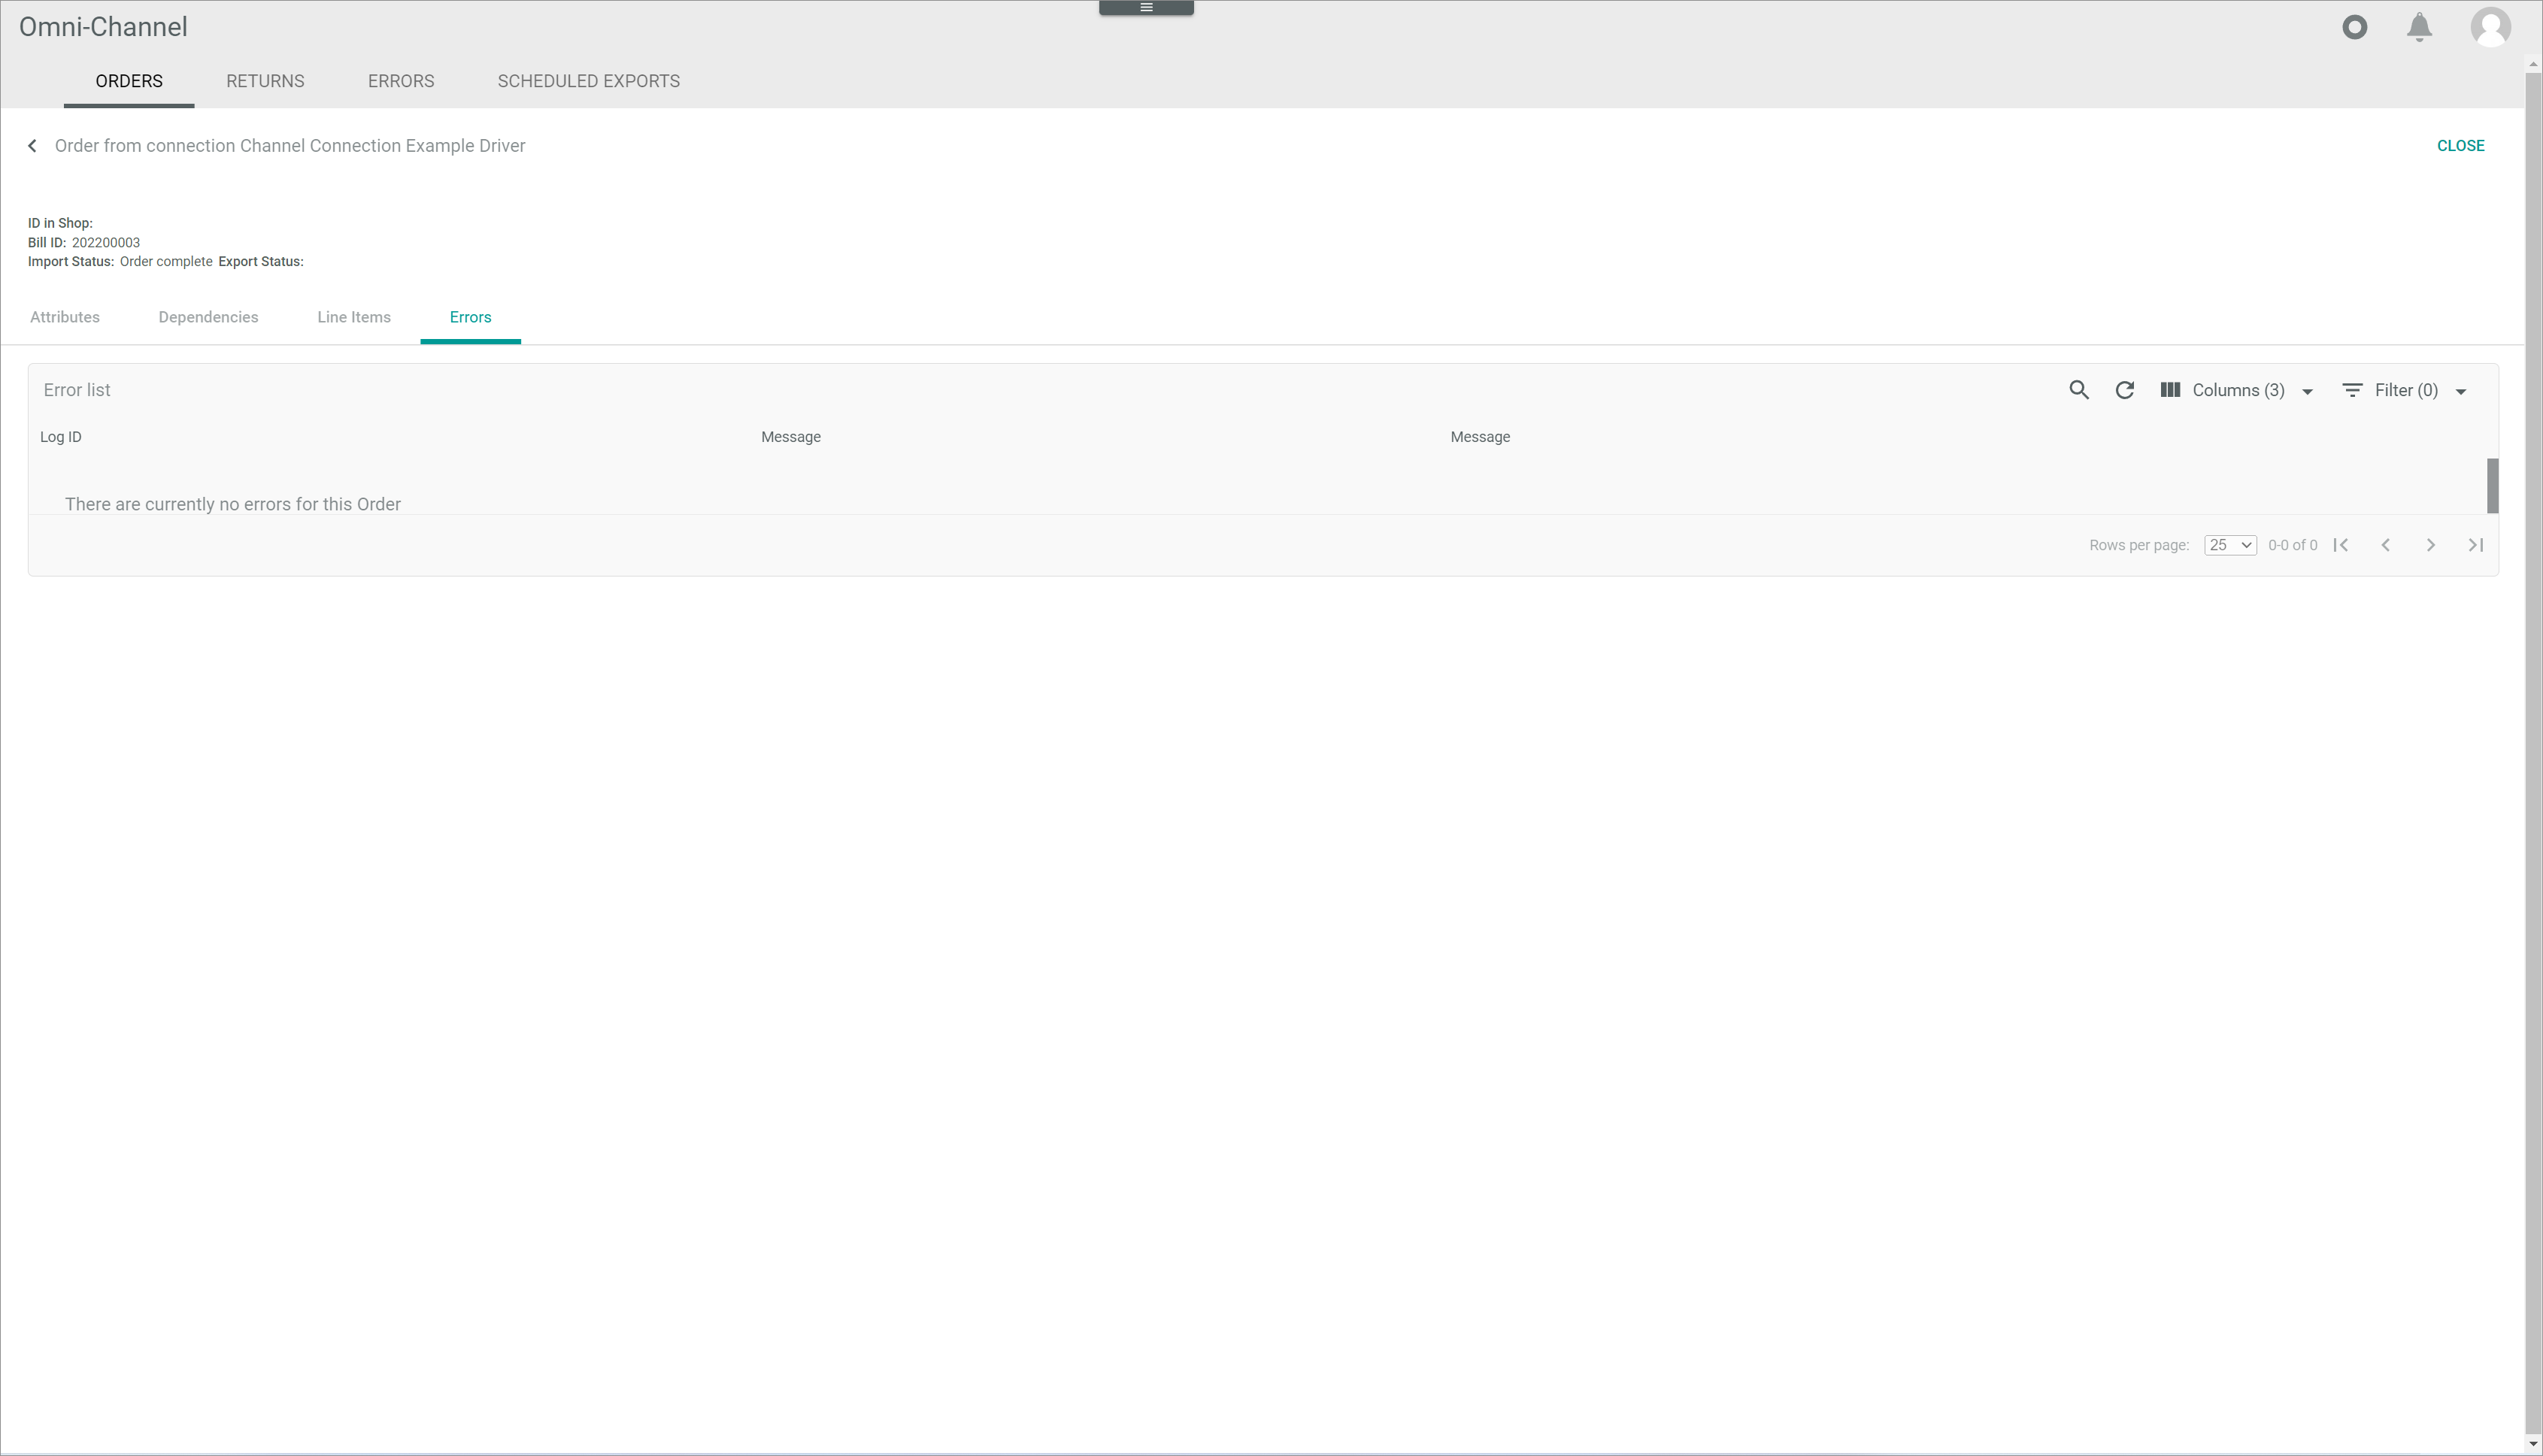 Omni-Channel
ORDERS RETURNS ERRORS SCHEDULED EXPORTS
Order from connection Channel Connection Example Driver CLOSE
ID in Shop:
Bill ID: 202200003
Import Status: Order complete Export Status:
Attributes Dependencies Line Items Errors
Error list Columns (3) Filter (0)
Log ID Message Message
There are currently no errors for this Order
Rows per page: 25 0-0 of 0